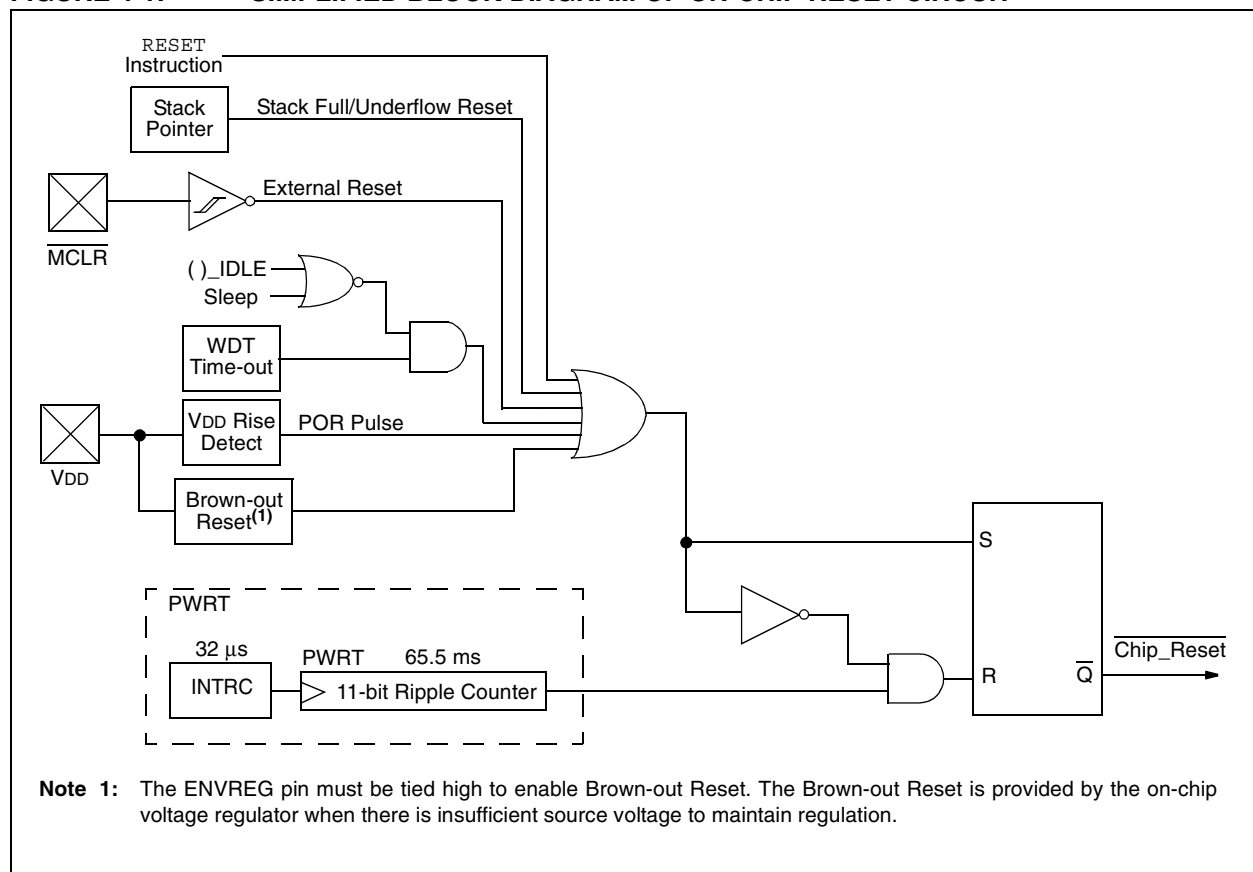 RESET
Instruction
Stack
Pointer
Stack Full/Underflow Reset
External Reset
MCLR
( )_IDLE
Sleep
WDT
Time-out
VDD
VDD Rise
Detect
POR Pulse
Brown-out
Reset(1)
S
PWRT
32 μs
INTRC
PWRT
65.5 ms
11-bit Ripple Counter
R
Q
Chip_Reset
Note 1: The ENVREG pin must be tied high to enable Brown-out Reset. The Brown-out Reset is provided by the on-chip
voltage regulator when there is insufficient source voltage to maintain regulation.